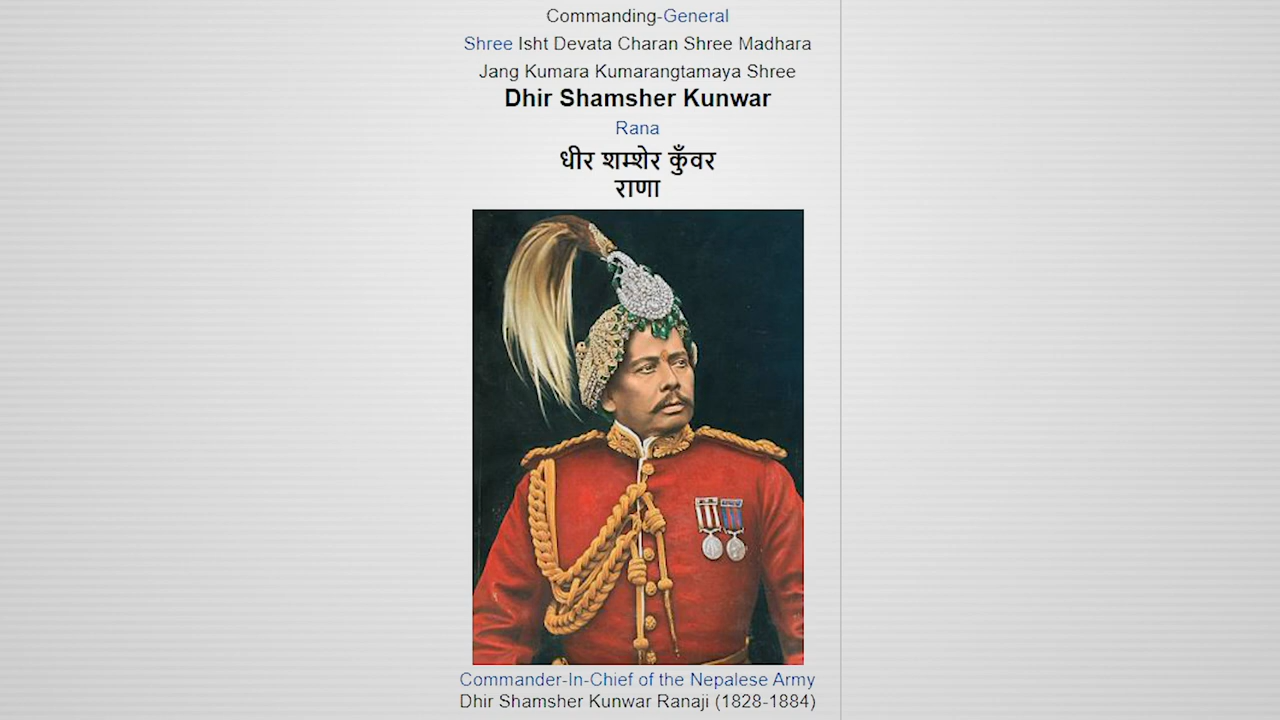 Commanding-General
Shree Isht Devata Charan Shree Madhara
Jang Kumara Kumarangtamaya Shree
Dhir Shamsher Kunwar
Rana
धीर शम्शेर कुँवर
राणा
Commander-In-Chief of the Nepalese Army
Dhir Shamsher Kunwar Ranaji (1828-1884)